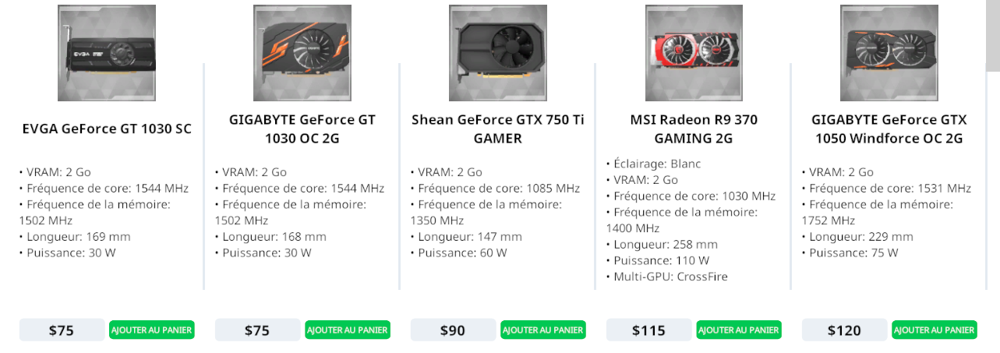 EVGA
EVGA GeForce GT 1030 SC
• VRAM: 2 Go
• Fréquence de core: 1544 MHz
• Fréquence de la mémoire:
1502 MHz
• Longueur: 169 mm
• Puissance: 30 W
$75
AJOUTER AU PANIER
GIGABYTE GeForce GT
1030 OC 2G
• VRAM: 2 Go
• Fréquence de core: 1544 MHz
• Fréquence de la mémoire:
1502 MHz
• Longueur: 168 mm
• Puissance: 30 W
$75
AJOUTER AU PANIER
Shean GeForce GTX 750 Ti
GAMER
• VRAM: 2 Go
• Fréquence de core: 1085 MHz
• Fréquence de la mémoire:
1350 MHz
• Longueur: 147 mm
• Puissance: 60 W
$90
AJOUTER AU PANIER
MSI Radeon R9 370
GAMING 2G
• Éclairage: Blanc
• VRAM: 2 Go
• Fréquence de core: 1030 MHz
• Fréquence de la mémoire:
1400 MHz
• Longueur: 258 mm
• Puissance: 110 W
• Multi-GPU: CrossFire
$115
AJOUTER AU PANIER
GIGABYTE GeForce GTX
1050 Windforce OC 2G
• VRAM: 2 Go
• Fréquence de core: 1531 MHz
• Fréquence de la mémoire:
1752 MHz
• Longueur: 229 mm
• Puissance: 75 W
$120
AJOUTER AU PANIER